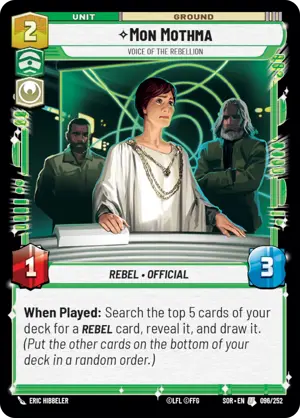 UNIT
GROUND
2
✧MON MOTHMA
VOICE OF THE REBELLION
1
REBEL • OFFICIAL
3
When Played: Search the top 5 cards of your
deck for a REBEL card, reveal it, and draw it.
(Put the other cards on the bottom of your
deck in a random order.)
ERIC HIBBELER
©LFL ©FFG
SOR • EN
U
098/252